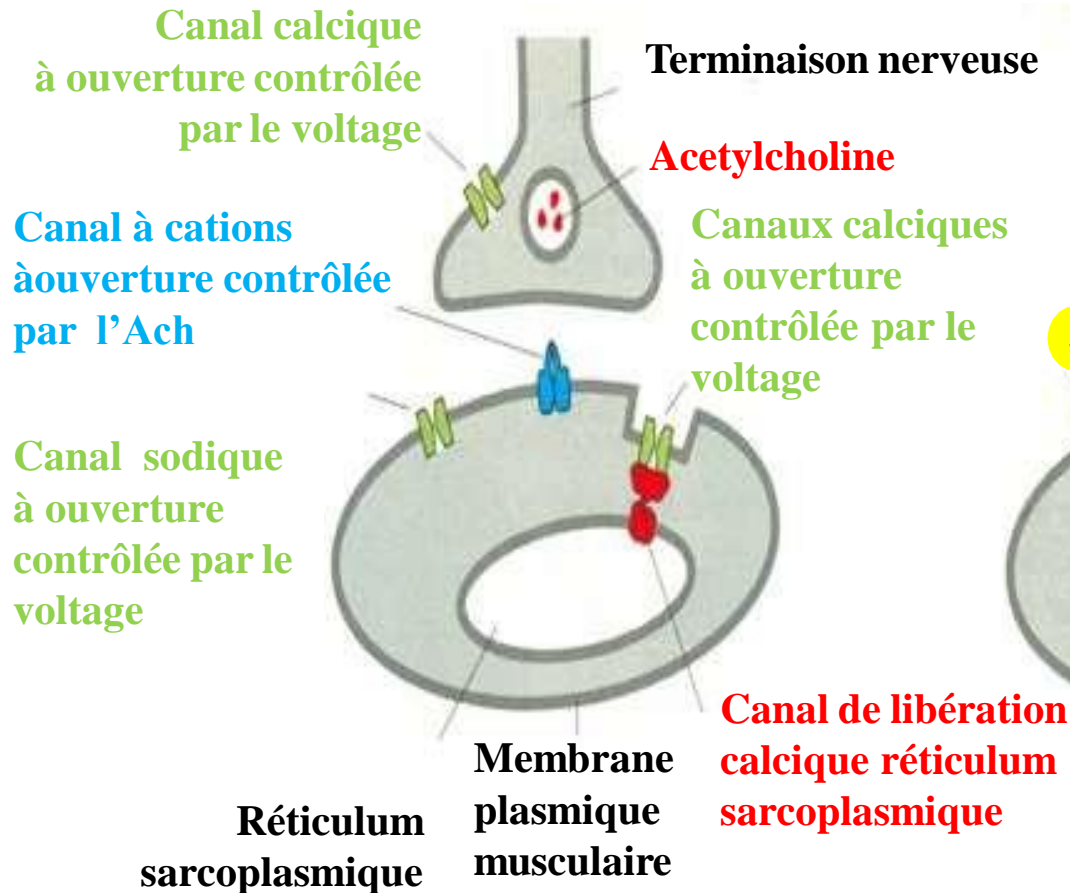 Canal calcique
à ouverture contrôlée
par le voltage
Terminaison nerveuse
Acetylcholine
Canal à cations
àouverture contrôlée
par l’Ach
Canaux calciques
à ouverture
contrôlée par le
voltage
Canal sodique
à ouverture
contrôlée par le
voltage
Canal de libération
calcique réticulum
sarcoplasmique
Membrane
plasmique
musculaire
Réticulum
sarcoplasmique